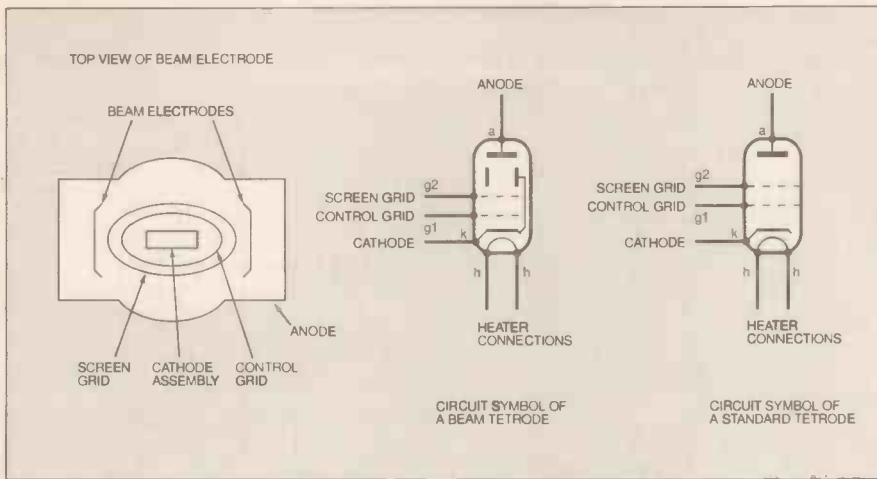 TOP VIEW OF BEAM ELECTRODE
BEAM ELECTRODES
ANODE
SCREEN
GRID
CATHODE
ASSEMBLY
CONTROL
GRID
ANODE
a
g2
SCREEN GRID
CONTROL GRID
g1
CATHODE
k
h
h
HEATER
CONNECTIONS
CIRCUIT SYMBOL OF
A BEAM TETRODE
ANODE
a
g2
SCREEN GRID
CONTROL GRID
g1
CATHODE
k
h
h
HEATER
CONNECTIONS
CIRCUIT SYMBOL OF
A STANDARD TETRODE